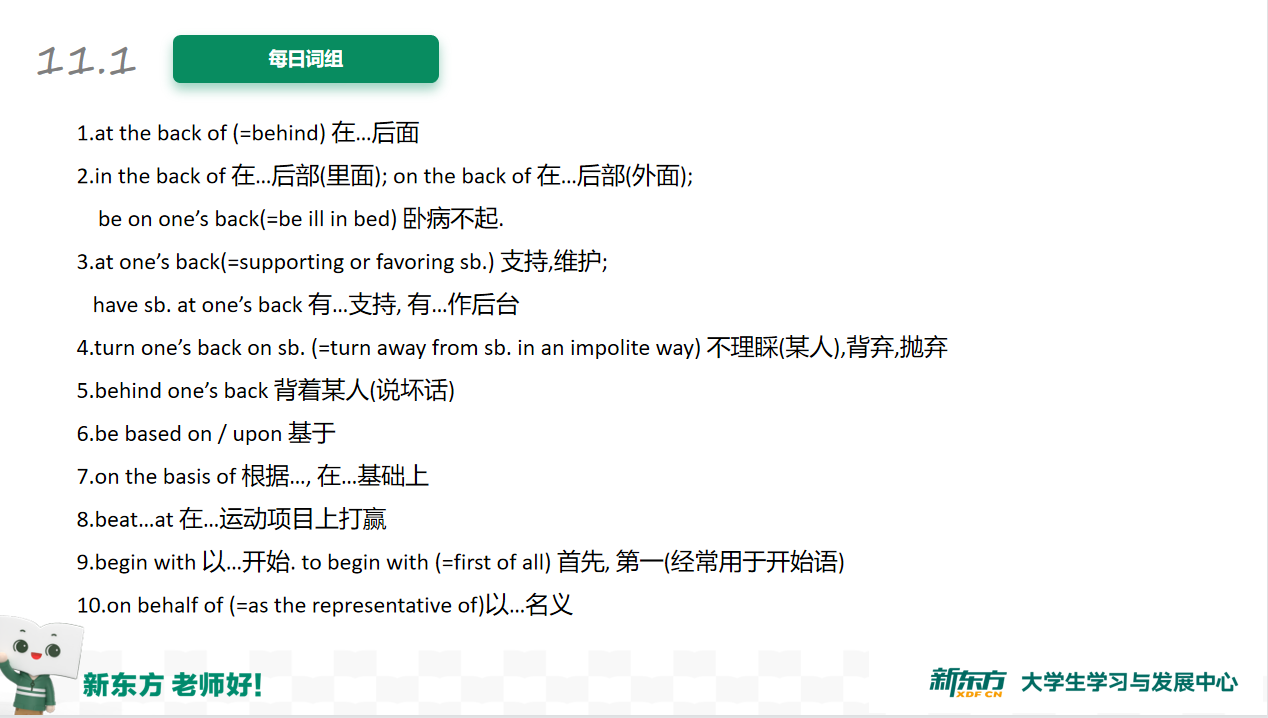 11.1
每日词组
1.at the back of (=behind) 在…后面
2.in the back of 在…后部(里面); on the back of 在…后部(外面);
be on one’s back(=be ill in bed) 卧病不起.
3.at one’s back(=supporting or favoring sb.) 支持,维护;
have sb. at one’s back 有…支持, 有…作后台
4.turn one’s back on sb. (=turn away from sb. in an impolite way) 不理睬(某人),背弃,抛弃
5.behind one’s back 背着某人(说坏话)
6.be based on / upon 基于
7.on the basis of 根据…, 在…基础上
8.beat…at 在…运动项目上打赢
9.begin with 以…开始. to begin with (=first of all) 首先, 第一(经常用于开始语)
10.on behalf of (=as the representative of)以…名义
新东方 老师好!
新东方 XDF.CN 大学生学习与发展中心